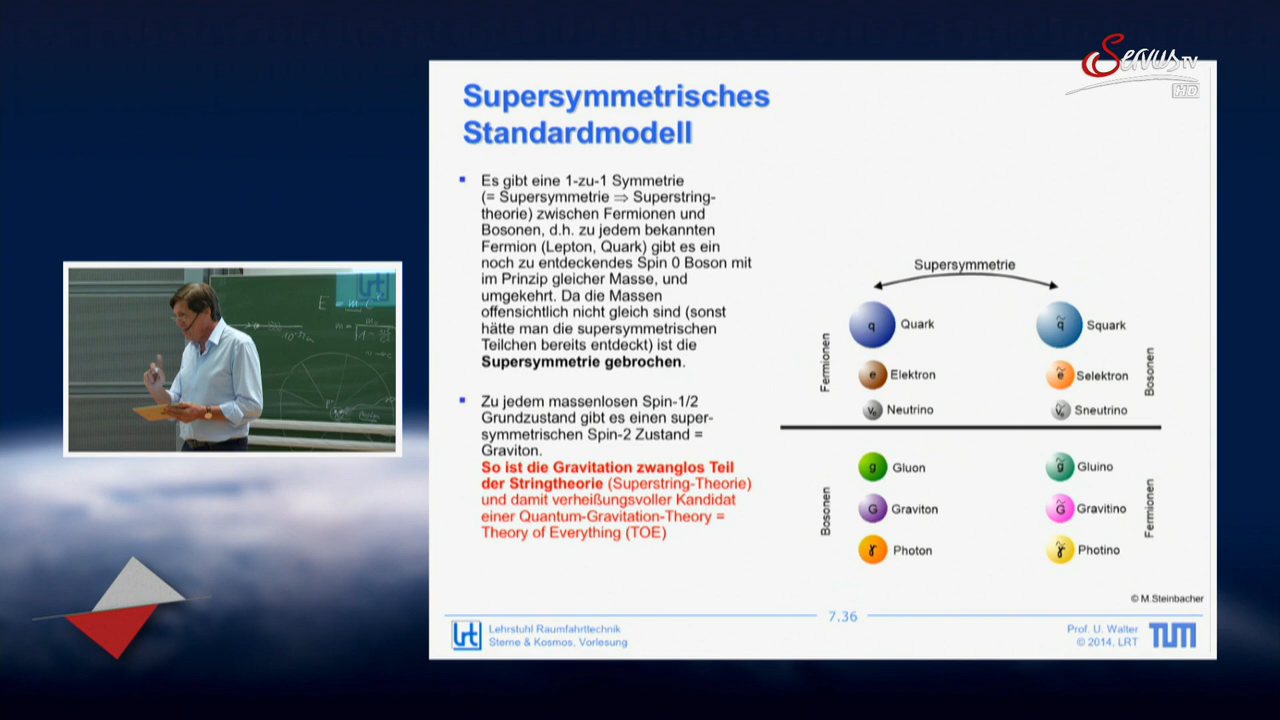 Servus TV
HD
Supersymmetrisches
Standardmodell
Es gibt eine 1-zu-1 Symmetrie
(= Supersymmetrie ⇒ Superstring-
theorie) zwischen Fermionen und
Bosonen, d.h. zu jedem bekannten
Fermion (Lepton, Quark) gibt es ein
noch zu entdeckendes Spin 0 Boson mit
im Prinzip gleicher Masse, und
umgekehrt. Da die Massen
offensichtlich nicht gleich sind (sonst
hätte man die supersymmetrischen
Teilchen bereits entdeckt) ist die
Supersymmetrie gebrochen.
Zu jedem massenlosen Spin-1/2
Grundzustand gibt es einen super-
symmetrischen Spin-2 Zustand =
Graviton.
So ist die Gravitation zwanglos Teil
der Stringtheorie (Superstring-Theorie)
und damit verheißungsvoller Kandidat
einer Quantum-Gravitation-Theory =
Theory of Everything (TOE)
Supersymmetrie
Fermionen
q Quark
q̃ Squark
e Elektron
ẽ Selektron
Neutrino
Sneutrino
Bosonen
Bosonen
g Gluon
g̃ Gluino
G Graviton
G̃ Gravitino
γ Photon
γ̃ Photino
Fermionen
© M.Steinbacher
lrt
Lehrstuhl Raumfahrttechnik
Sterne & Kosmos, Vorlesung
7.36
Prof. U. Walter
© 2014, LRT
TUM
lrt
E = m c